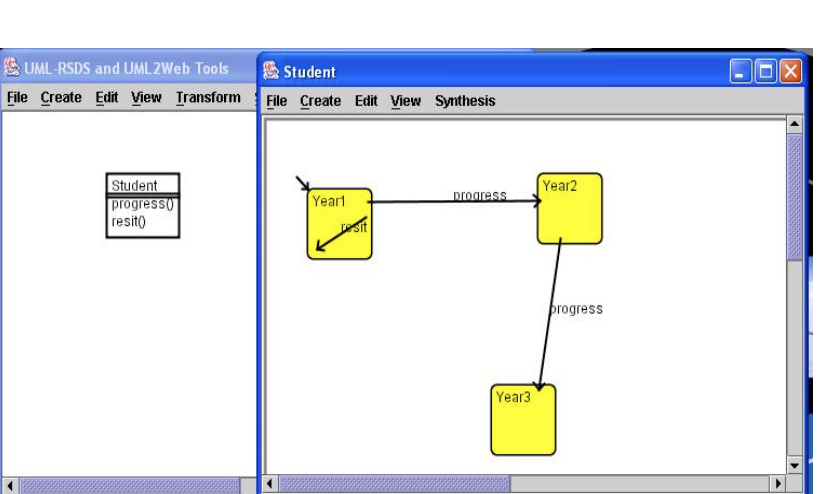 UML-RSDS and UML2Web Tools
File Create Edit View Transform
Student
progress()
resit()
Student
File Create Edit View Synthesis
Year1
resit
progress
Year2
progress
Year3